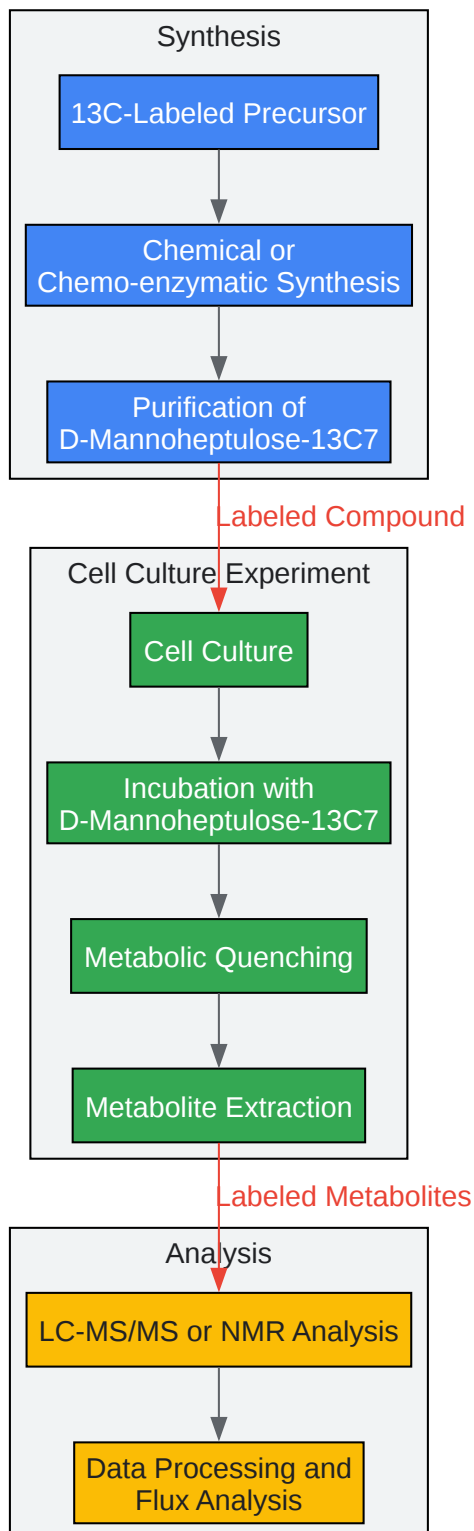 Synthesis
13C-Labeled Precursor
Chemical or
Chemo-enzymatic Synthesis
Purification of
D-Mannoheptulose-13C7
Labeled Compound
Cell Culture Experiment
Cell Culture
Incubation with
D-Mannoheptulose-13C7
Metabolic Quenching
Metabolite Extraction
Labeled Metabolites
Analysis
LC-MS/MS or NMR Analysis
Data Processing and
Flux Analysis